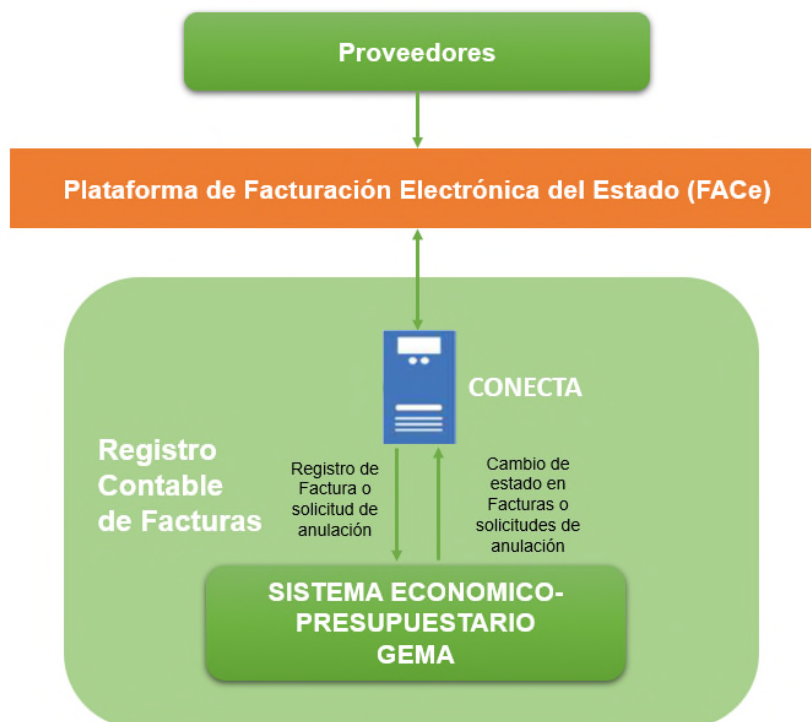 Proveedores
Plataforma de Facturación Electrónica del Estado (FACe)
CONECTA
Registro
Contable
de Facturas
Registro de
Factura o
solicitud de
anulación
Cambio de
estado en
Facturas o
solicitudes de
anulación
SISTEMA ECONOMICO-
PRESUPUESTARIO
GEMA